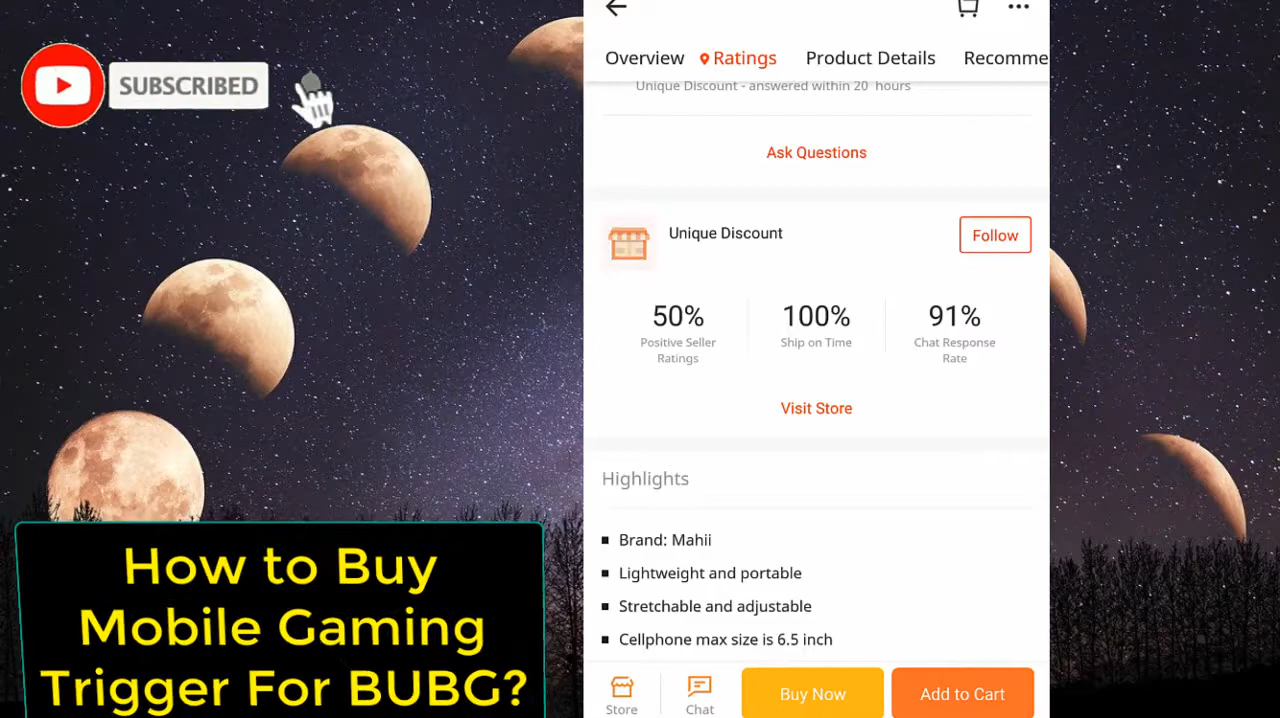 SUBSCRIBED
Overview Ratings Product Details Recomme
Unique Discount - answered within 20 hours
Ask Questions
Unique Discount
Follow
50% 100% 91%
Positive Seller Ship on Time Chat Response
Ratings Rate
Visit Store
Highlights
Brand: Mahii
Lightweight and portable
Stretchable and adjustable
Cellphone max size is 6.5 inch
Store Chat Buy Now Add to Cart
How to Buy
Mobile Gaming
Trigger For BUBG?